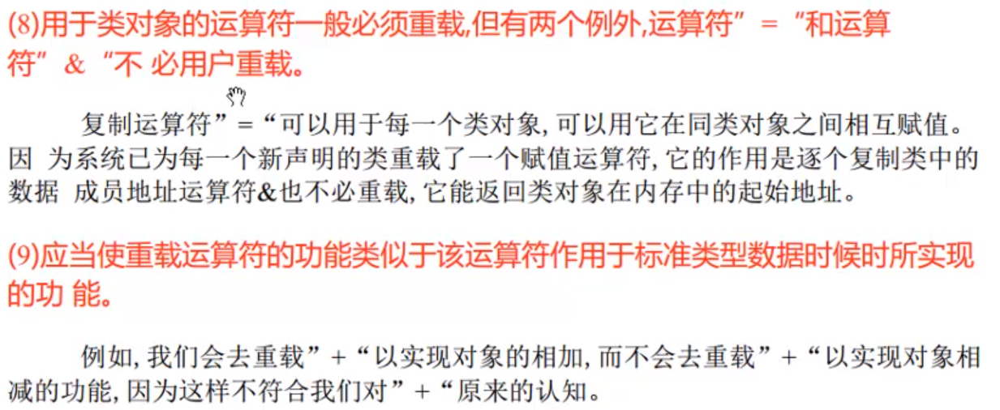 (8)用于类对象的运算符一般必须重载,但有两个例外,运算符”=“和运算
符”&“不 必用户重载。
复制运算符”=“可以用于每一个类对象,可以用它在同类对象之间相互赋值。
因 为系统已为每一个新声明的类重载了一个赋值运算符,它的作用是逐个复制类中的
数据 成员地址运算符&也不必重载,它能返回类对象在内存中的起始地址。
(9)应当使重载运算符的功能类似于该运算符作用于标准类型数据时候时所实现
的功 能。
例如,我们会去重载”+“以实现对象的相加,而不会去重载”+“以实现对象相
减的功能,因为这样不符合我们对”+“原来的认知。